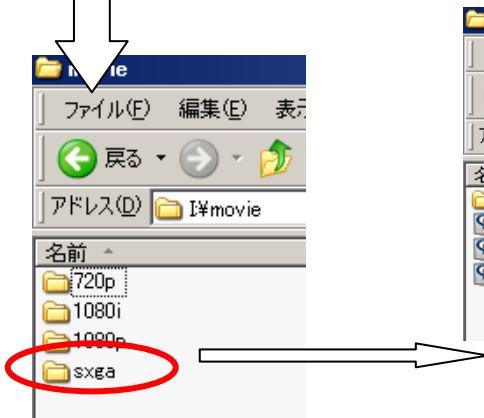 movie
ファイル(F) 編集(E) 表示
戻る
アドレス(D) I:¥movie
名前
720p
1080i
1080p
sxga